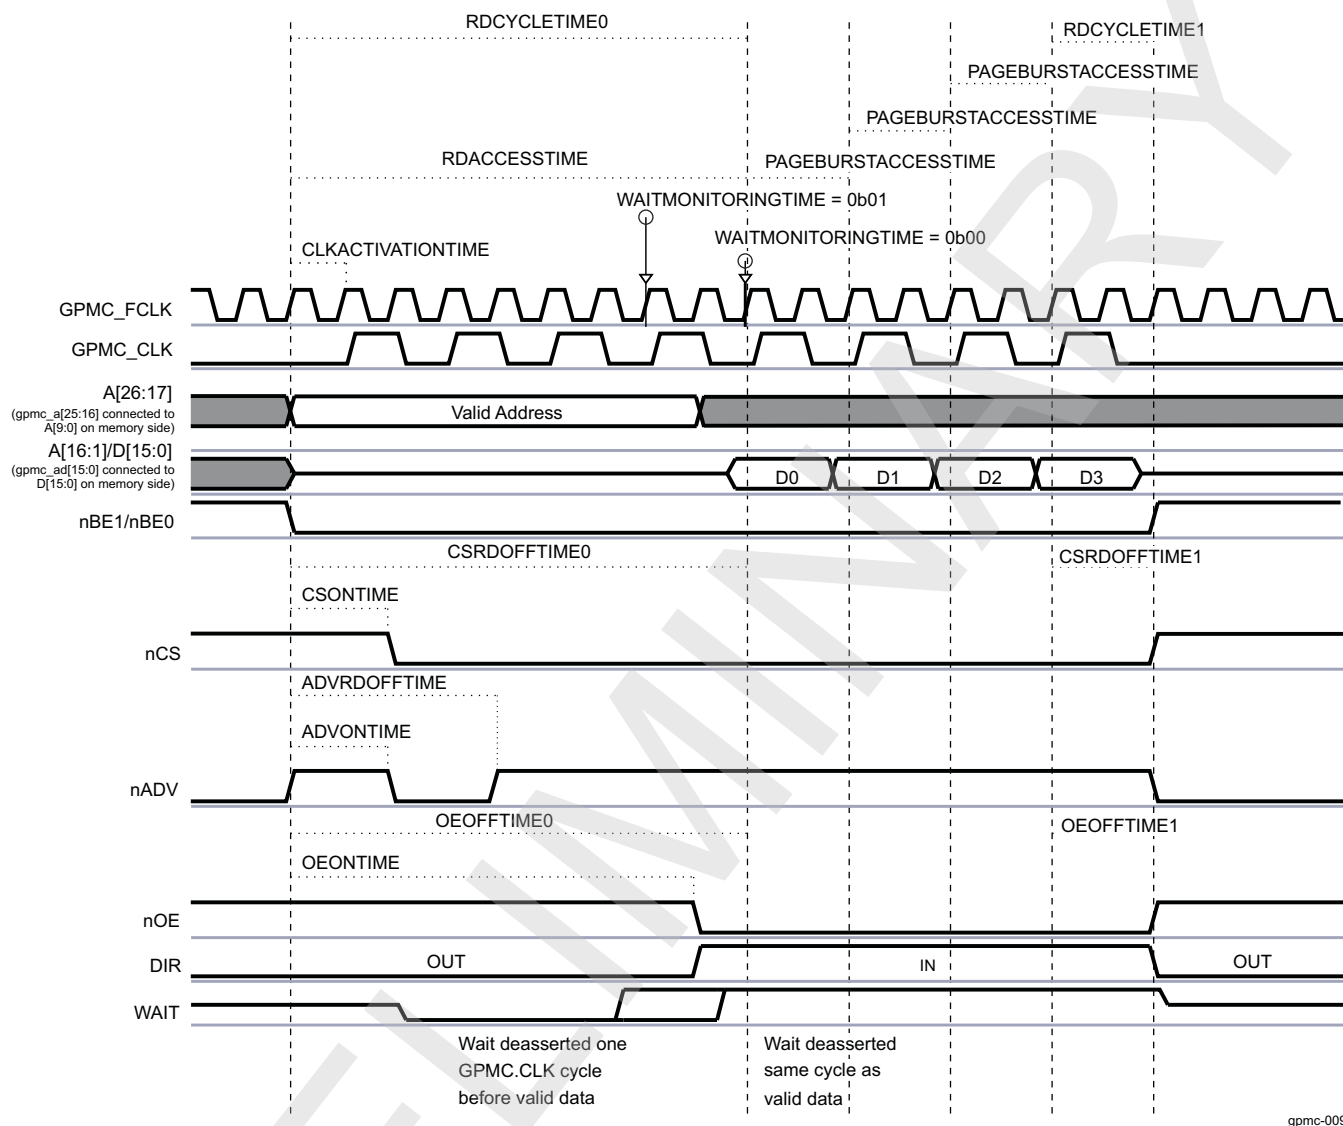 RDCYCLETIME0
RDCYCLETIME1
PAGEBURSTACCESSTIME
PAGEBURSTACCESSTIME
RDACCESSTIME
PAGEBURSTACCESSTIME
WAITMONITORINGTIME = 0b01
WAITMONITORINGTIME = 0b00
CLKACTIVATIONTIME
GPMC_FCLK
GPMC_CLK
A[26:17]
(gpmc_a[25:16] connected to
A[9:0] on memory side)
Valid Address
A[16:1]/D[15:0]
(gpmc_ad[15:0] connected to
D[15:0] on memory side)
D0
D1
D2
D3
nBE1/nBE0
CSRDOFFTIME0
CSRDOFFTIME1
CSONTIME
nCS
ADVRDOFFTIME
ADVONTIME
nADV
OEOFFTIME0
OEOFFTIME1
OEONTIME
nOE
DIR
OUT
IN
OUT
WAIT
Wait deasserted one
GPMC.CLK cycle
before valid data
Wait deasserted
same cycle as
valid data
gpmc-009
ELIMINARY